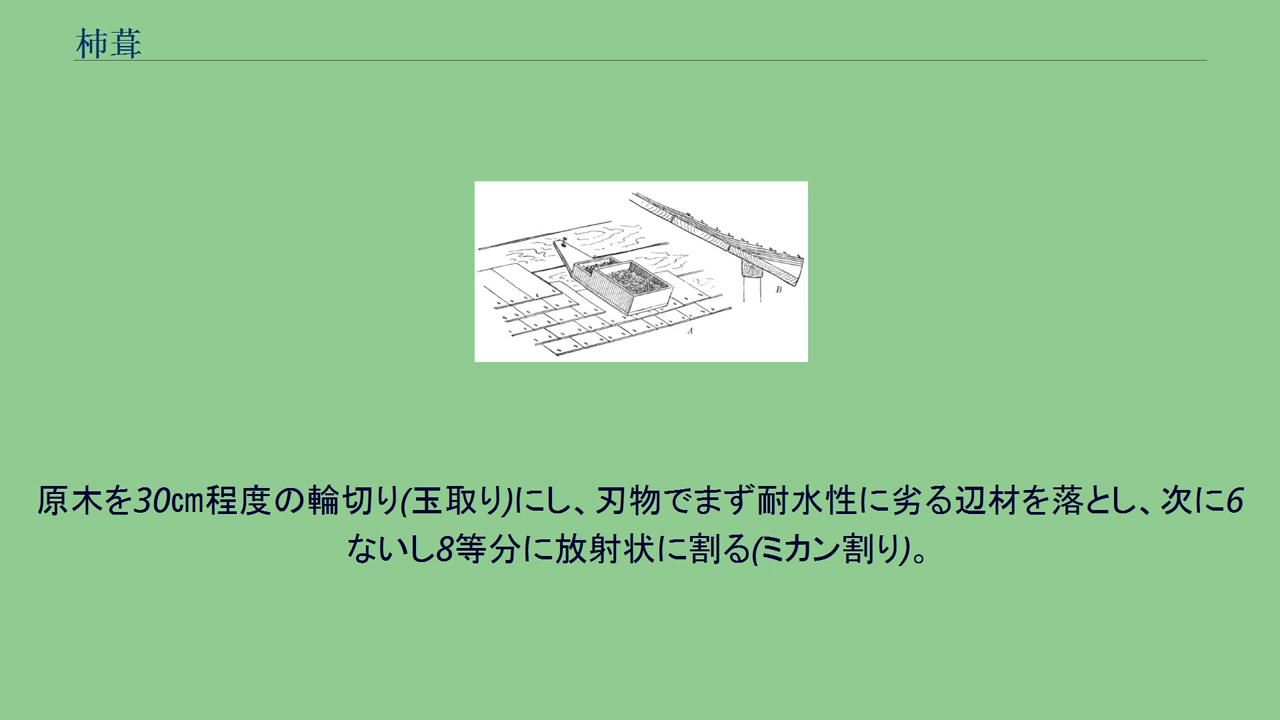 杮葺
A
B
原木を30㎝程度の輪切り(玉取り)にし、刃物でまず耐水性に劣る辺材を落とし、次に6
ないし8等分に放射状に割る(ミカン割り)。